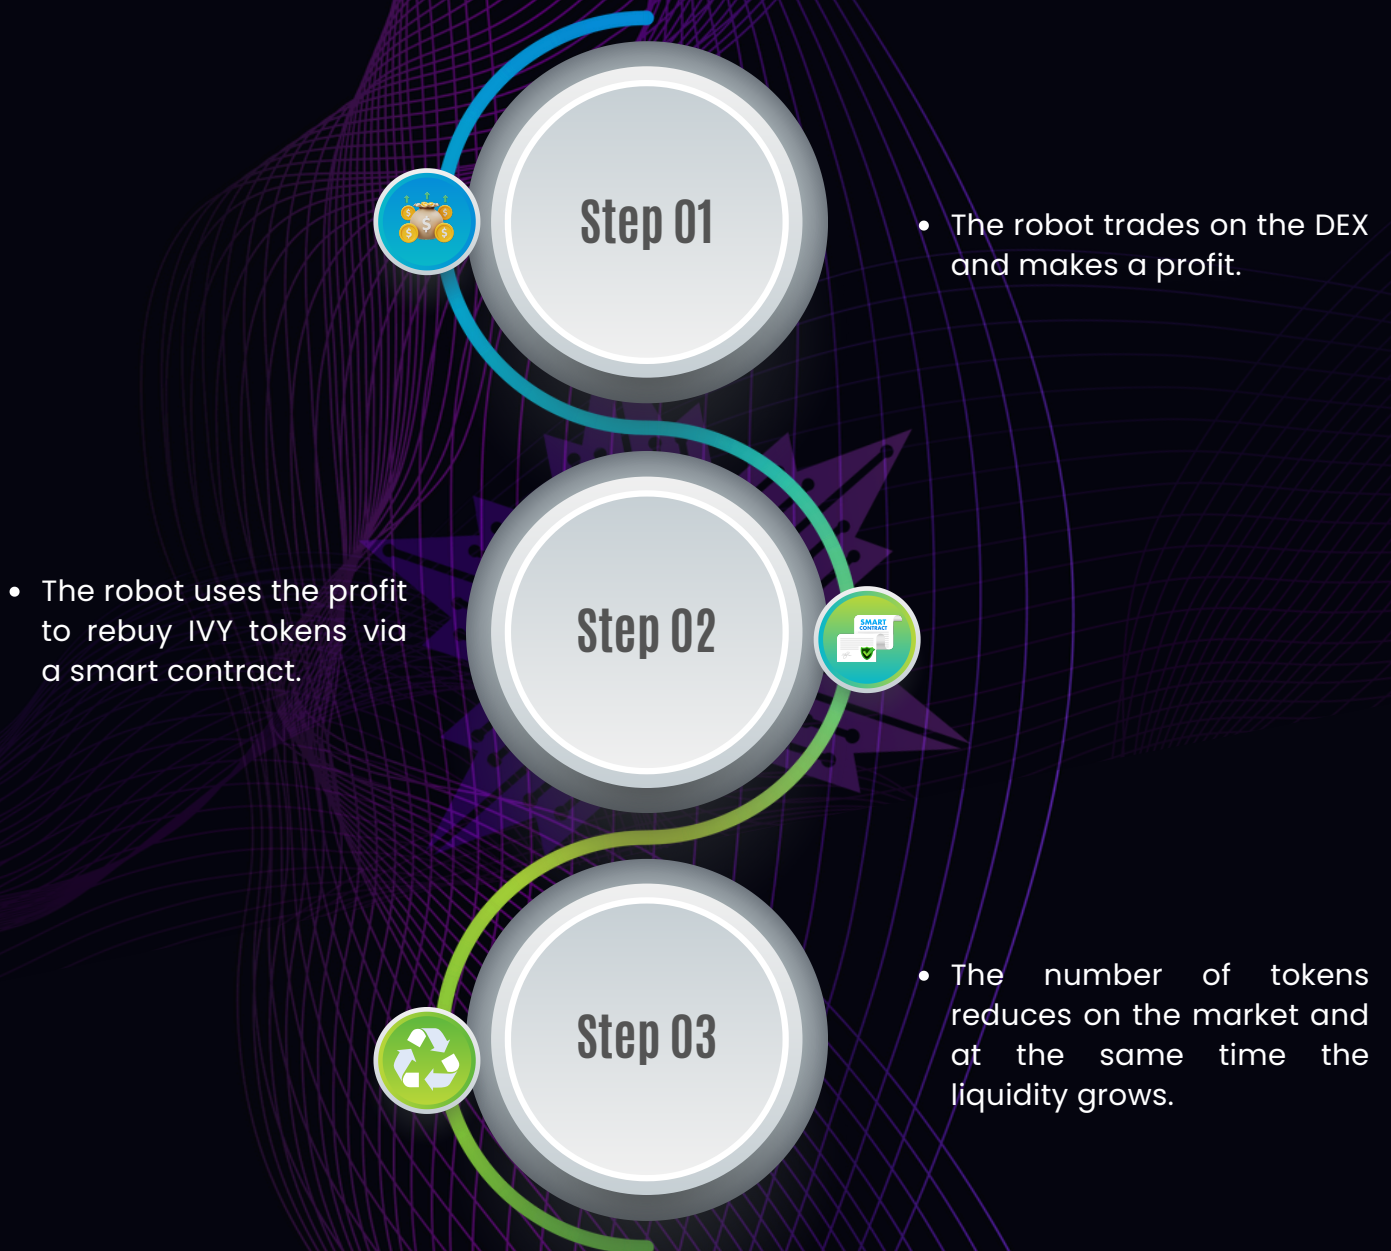 Step 01
The robot trades on the DEX
and makes a profit.
The robot uses the profit
to rebuy IVY tokens via
a smart contract.
Step 02
SMART
CONTRACT
Step 03
The number of tokens
reduces on the market and
at the same time the
liquidity grows.